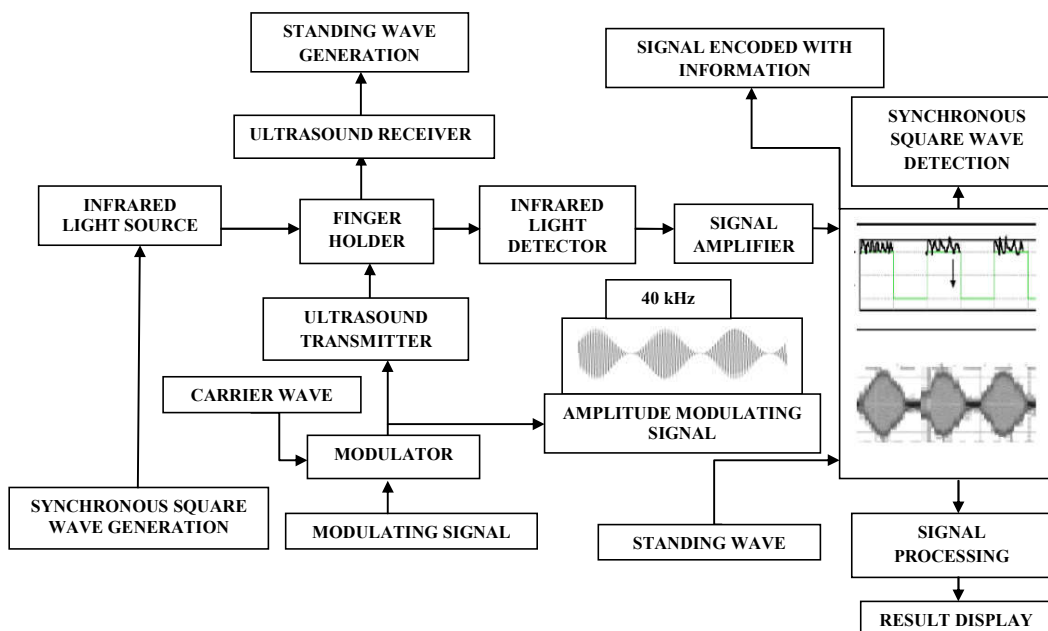 STANDING WAVE
GENERATION
SIGNAL ENCODED WITH
INFORMATION
ULTRASOUND RECEIVER
SYNCHRONOUS
SQUARE WAVE
DETECTION
INFRARED
LIGHT SOURCE
FINGER
HOLDER
INFRARED
LIGHT
DETECTOR
SIGNAL
AMPLIFIER
ULTRASOUND
TRANSMITTER
40 kHz
CARRIER WAVE
AMPLITUDE MODULATING
SIGNAL
MODULATOR
SYNCHRONOUS SQUARE
WAVE GENERATION
MODULATING SIGNAL
STANDING WAVE
SIGNAL
PROCESSING
RESULT DISPLAY